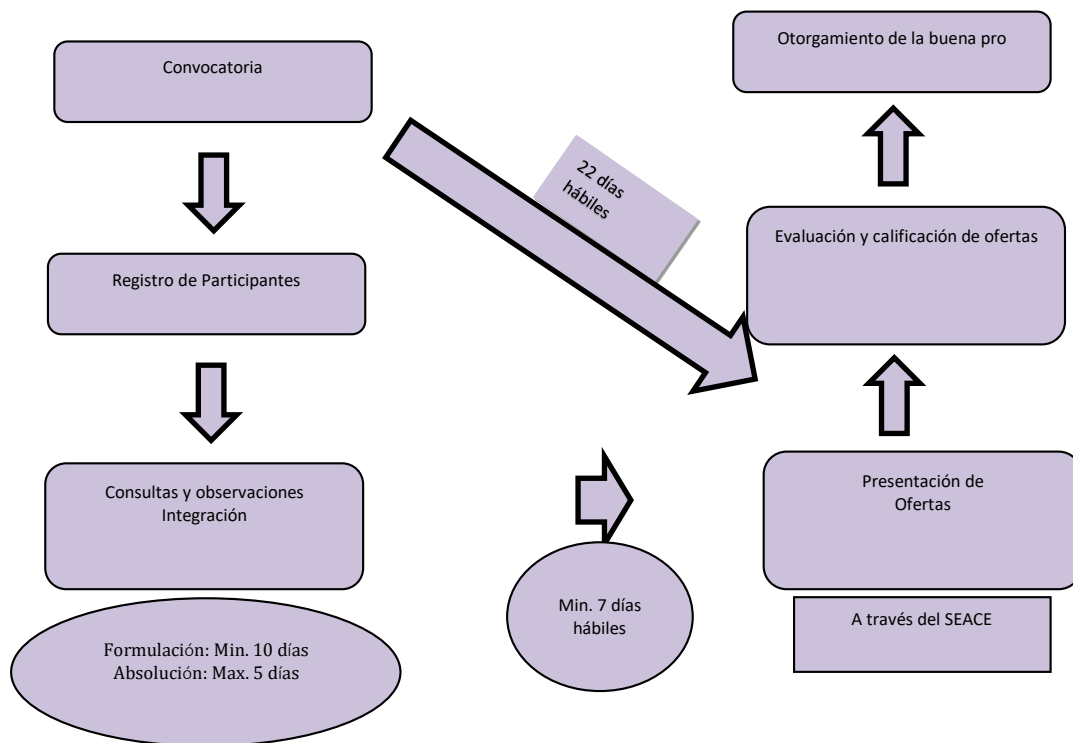 Convocatoria
Registro de Participantes
Consultas y observaciones
Integración
Formulación: Min. 10 días
Absolución: Max. 5 días
22 días
hábiles
Min. 7 días
hábiles
Otorgamiento de la buena pro
Evaluación y calificación de ofertas
Presentación de
Ofertas
A través del SEACE